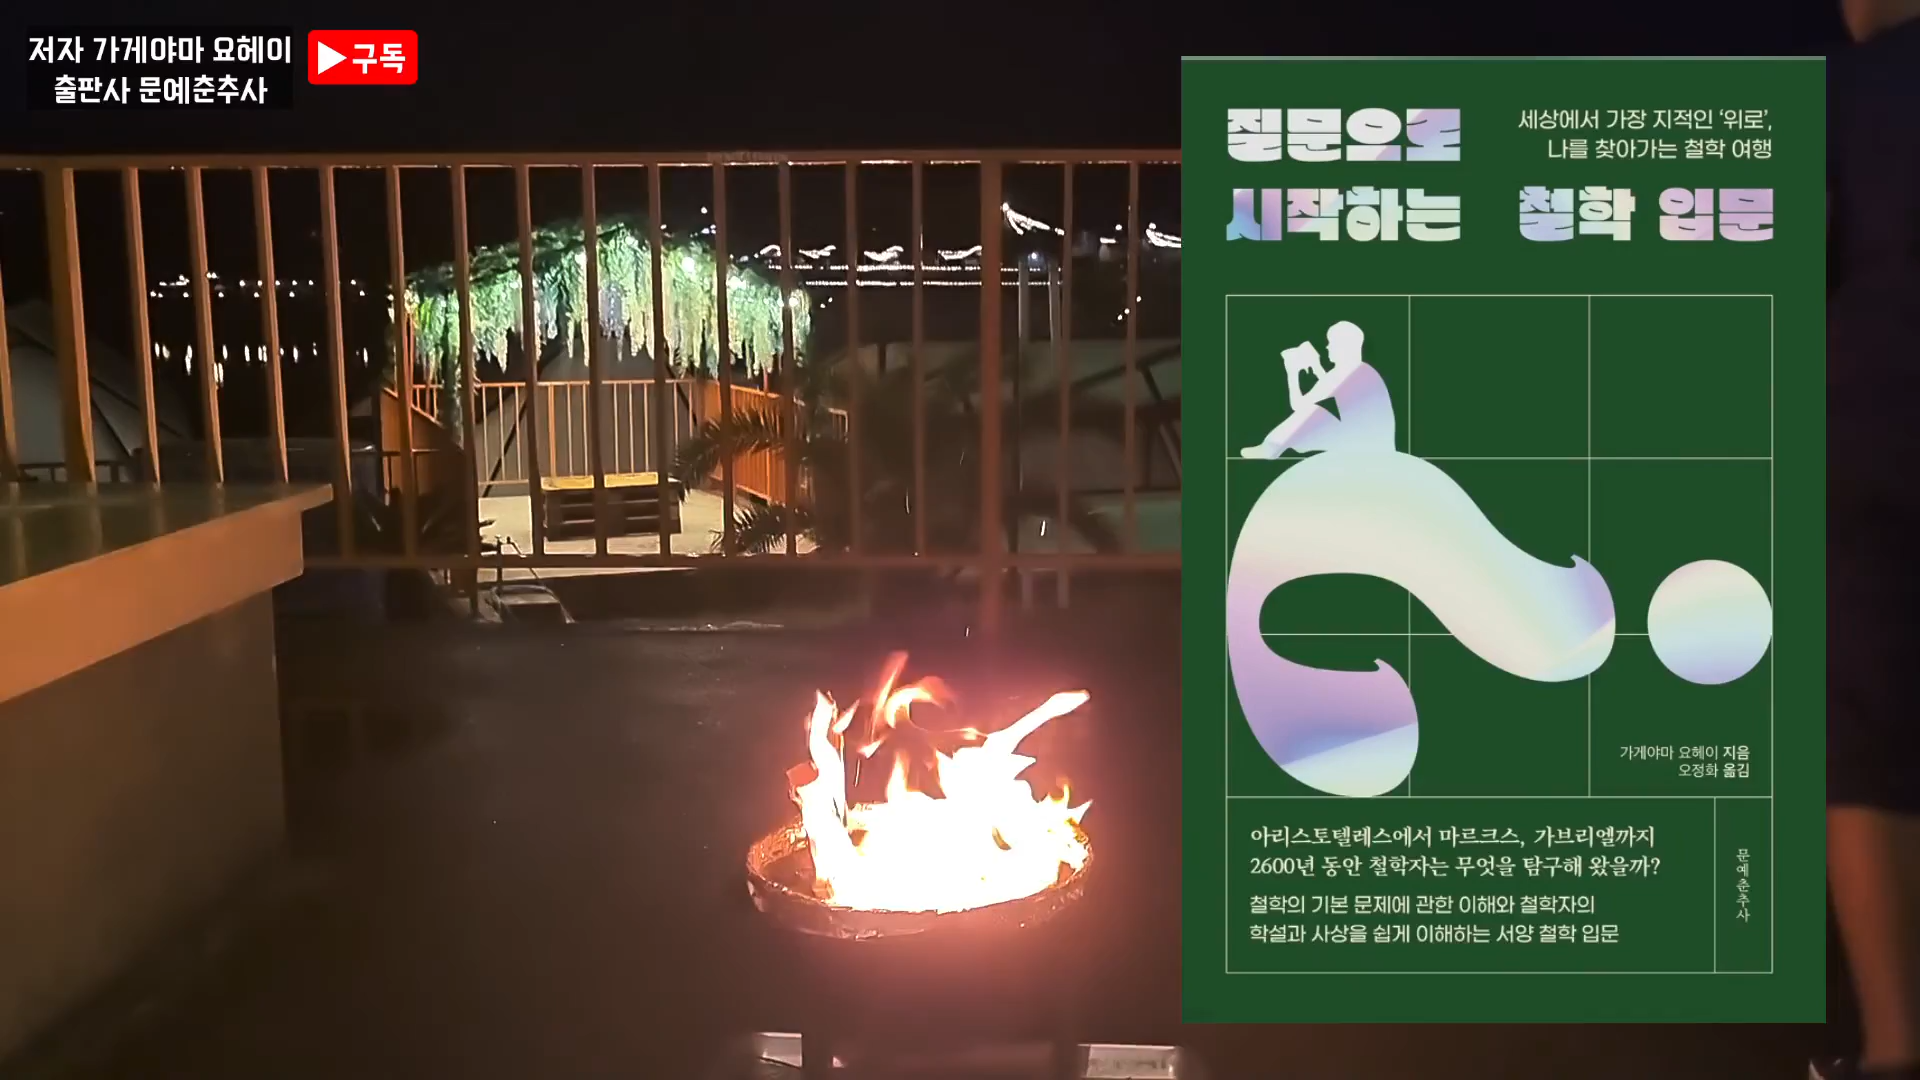 저자 가게야마 요헤이
출판사 문예춘추사
구독
질문으로
시작하는 철학 입문
세상에서 가장 지적인 ‘위로’,
나를 찾아가는 철학 여행
가게야마 요헤이 지음
오정화 옮김
아리스토텔레스에서 마르크스, 가브리엘까지
2600년 동안 철학자는 무엇을 탐구해 왔을까?
철학의 기본 문제에 관한 이해와 철학자의
학설과 사상을 쉽게 이해하는 서양 철학 입문
문예춘추사